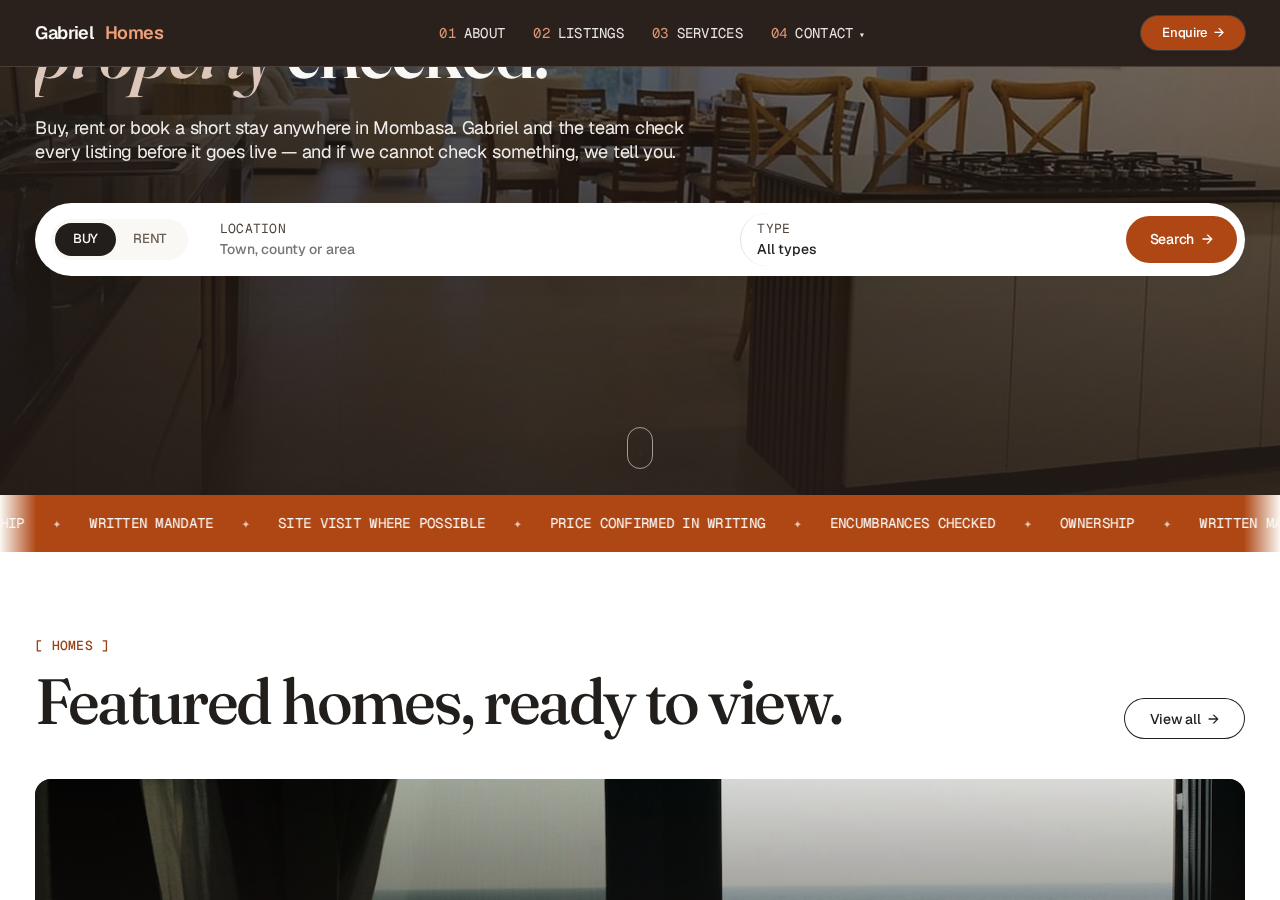 Gabriel Homes
01 ABOUT
02 LISTINGS
03 SERVICES
04 CONTACT ▾
Enquire →
property checked.
Buy, rent or book a short stay anywhere in Mombasa. Gabriel and the team check
every listing before it goes live — and if we cannot check something, we tell you.
BUY
RENT
LOCATION
Town, county or area
TYPE
All types
Search →
HIP ✦ WRITTEN MANDATE ✦ SITE VISIT WHERE POSSIBLE ✦ PRICE CONFIRMED IN WRITING ✦ ENCUMBRANCES CHECKED ✦ OWNERSHIP ✦ WRITTEN
[ HOMES ]
Featured homes, ready to view.
View all →